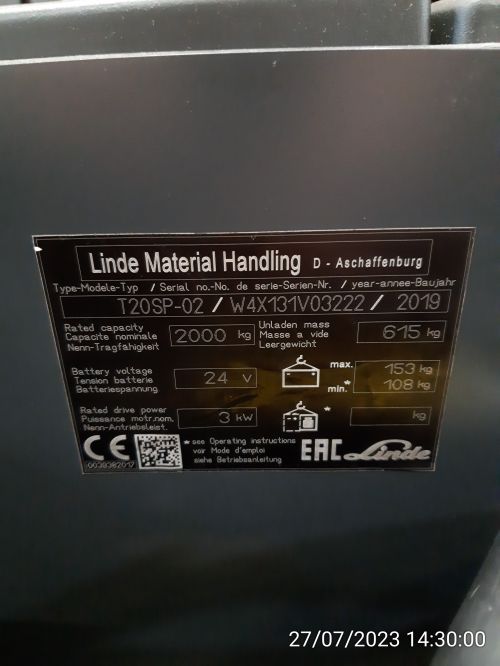 Linde Material Handling D - Aschaffenburg
Type-Modele-Typ / Serial no.-No. de serie-Serien-Nr. / year-annee-Baujahr
T20SP-02 / W4X131V03222 / 2019
Rated capacity
Capacite nominale
Nenn-Tragfähigkeit
2000 kg
Unladen mass
Masse a vide
Leergewicht
615 kg
Battery voltage
Tension batterie
Batteriespannung
24 V
max. 153 kg
min.* 108 kg
Rated drive power
Puissance motr.nom.
Nenn-Antriebsleist.
3 kW
* kg
CE
0038382017
*see Operating instructions
voir Mode d'emploi
siehe Betriebsanleitung
EAC
Linde
27/07/2023 14:30:00